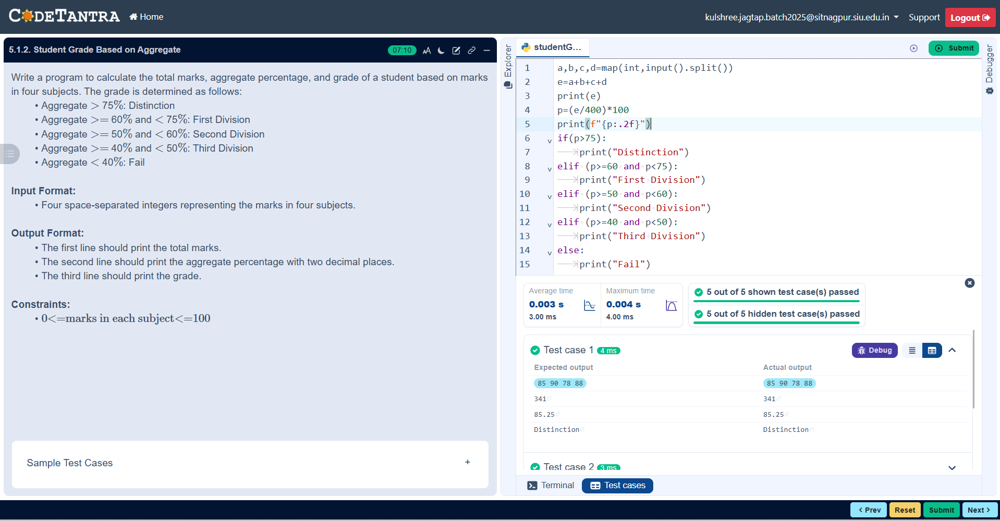 CODETANTRA Home
kulshree.jagtap.batch2025@sitnagpur.siu.edu.in Support Logout
5.1.2. Student Grade Based on Aggregate 07:10 AA
Write a program to calculate the total marks, aggregate percentage, and grade of a student based on marks
in four subjects. The grade is determined as follows:
• Aggregate > 75%: Distinction
• Aggregate >= 60% and < 75%: First Division
• Aggregate >= 50% and < 60%: Second Division
• Aggregate >= 40% and < 50%: Third Division
• Aggregate < 40%: Fail
Input Format:
• Four space-separated integers representing the marks in four subjects.
Output Format:
• The first line should print the total marks.
• The second line should print the aggregate percentage with two decimal places.
• The third line should print the grade.
Constraints:
• 0<=marks in each subject<=100
Sample Test Cases +
Explorer
studentG...
Submit
Debugger
1 a,b,c,d=map(int,input().split())
2 e=a+b+c+d
3 print(e)
4 p=(e/400)*100
5 print(f"{p:.2f}")
6 if(p>75):
7 print("Distinction")
8 elif (p>=60 and p<75):
9 print("First Division")
10 elif (p>=50 and p<60):
11 print("Second Division")
12 elif (p>=40 and p<50):
13 print("Third Division")
14 else:
15 print("Fail")
Average time
0.003 s
3.00 ms
Maximum time
0.004 s
4.00 ms
5 out of 5 shown test case(s) passed
5 out of 5 hidden test case(s) passed
Test case 1 4 ms Debug
Expected output Actual output
85 90 78 88 85 90 78 88
341 341
85.25 85.25
Distinction Distinction
Test case 2 3 ms
Terminal Test cases
< Prev Reset Submit Next >